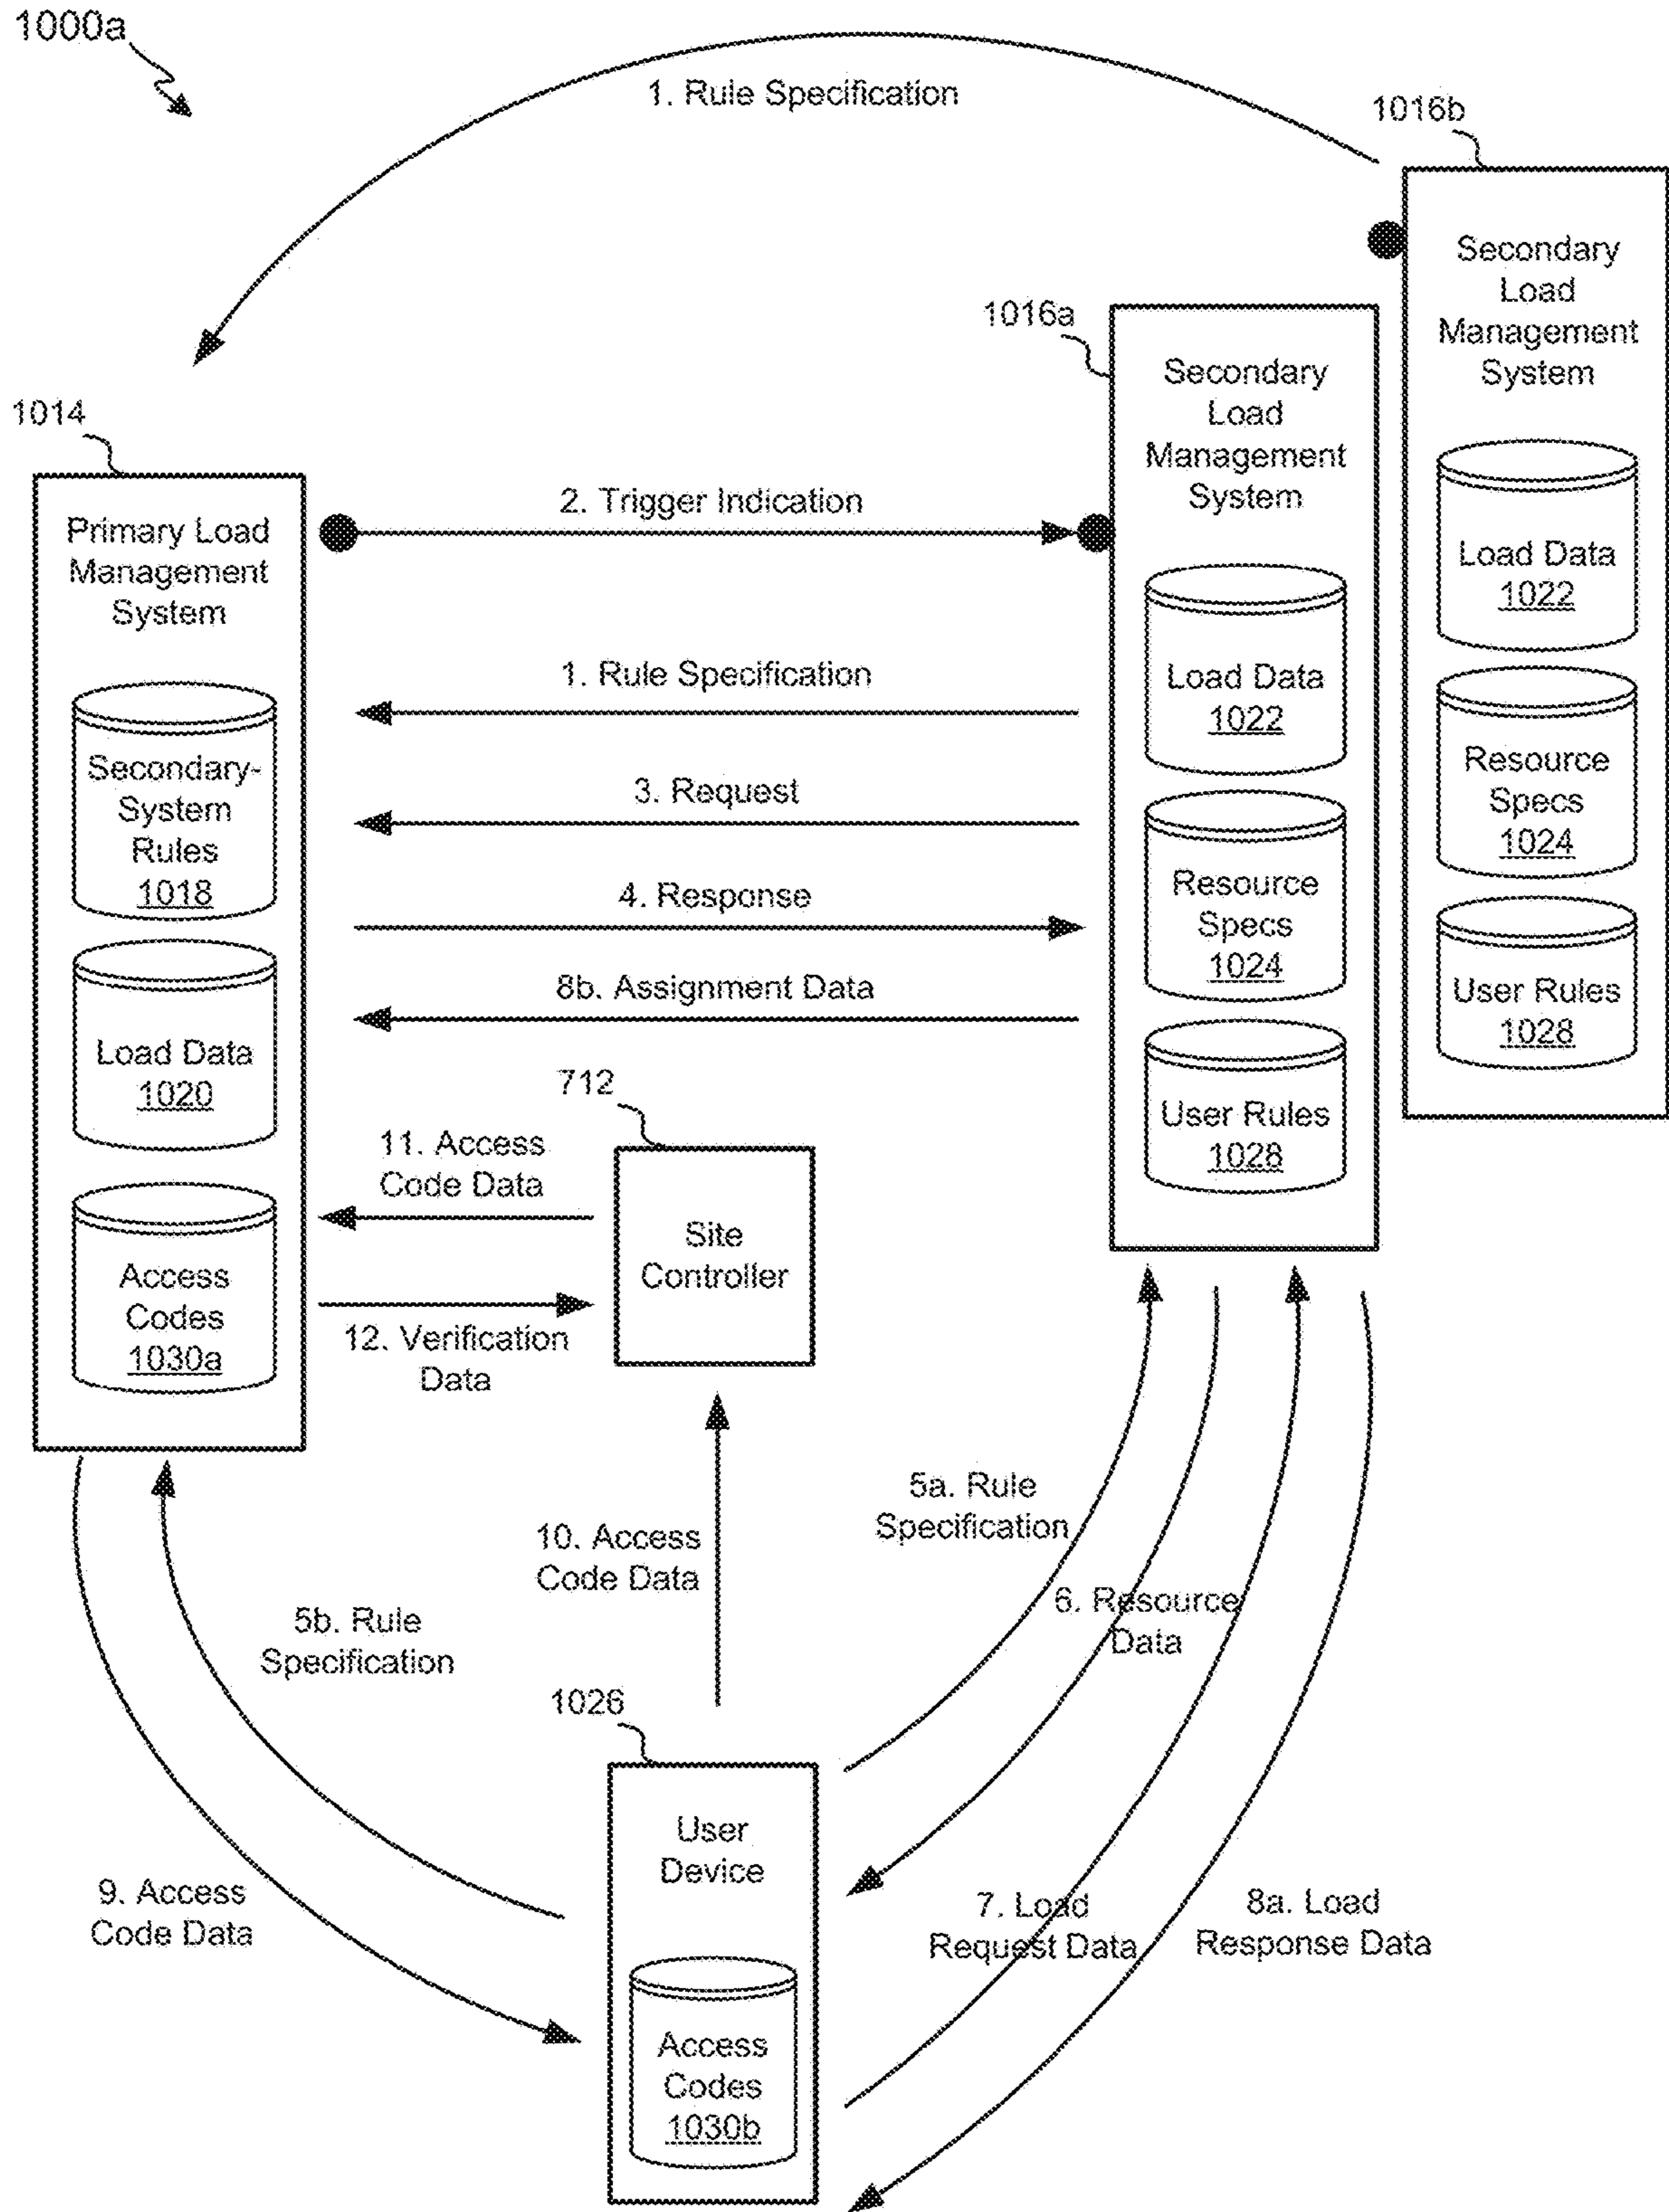 1000a
1. Rule Specification
1016b
Secondary
Load
Management
System
Load Data
1022
Resource
Specs
1024
User Rules
1028
1016a
Secondary
Load
Management
System
Load Data
1022
Resource
Specs
1024
User Rules
1028
1014
Primary Load
Management
System
Secondary-
System
Rules
1018
Load Data
1020
Access
Codes
1030a
2. Trigger Indication
1. Rule Specification
3. Request
4. Response
8b. Assignment Data
712
Site
Controller
11. Access
Code Data
12. Verification
Data
10. Access
Code Data
5a. Rule
Specification
6. Resource
Data
5b. Rule
Specification
1026
User
Device
Access
Codes
1030b
9. Access
Code Data
7. Load
Request Data
8a. Load
Response Data